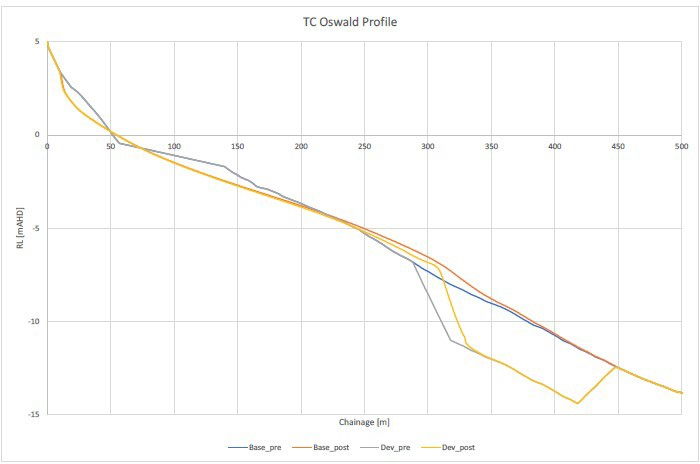 TC Oswald Profile
5
0
0 50 100 150 200 250 300 350 400 450 500
-5
RL [mAHD]
-10
-15
Chainage [m]
Base_pre Base_post Dev_pre Dev_post